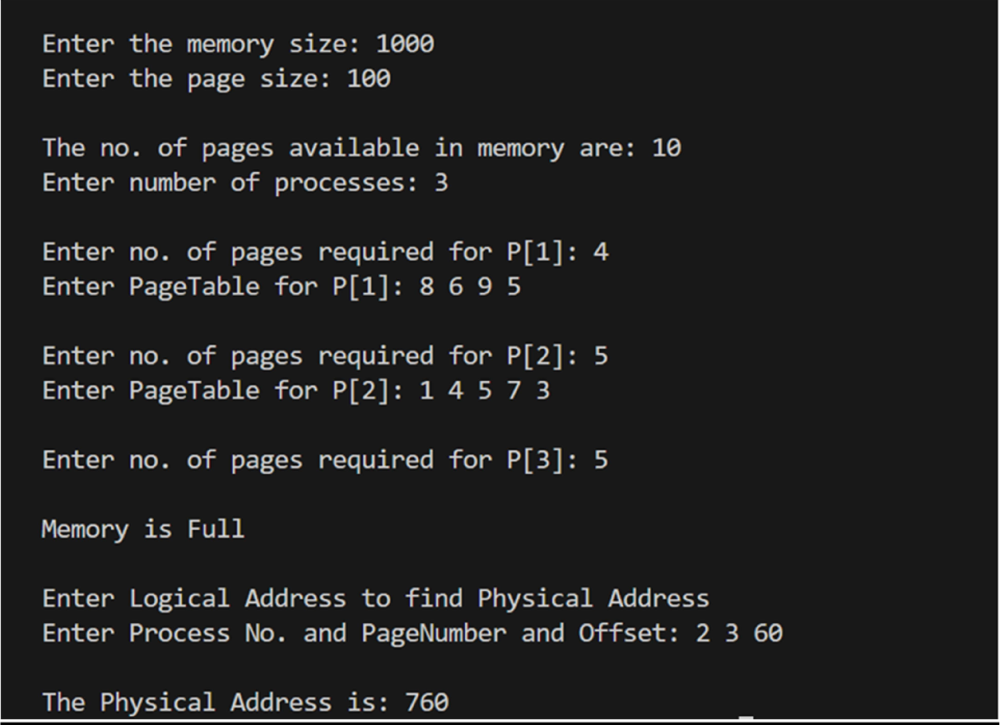 Enter the memory size: 1000
Enter the page size: 100
The no. of pages available in memory are: 10
Enter number of processes: 3
Enter no. of pages required for P[1]: 4
Enter PageTable for P[1]: 8 6 9 5
Enter no. of pages required for P[2]: 5
Enter PageTable for P[2]: 1 4 5 7 3
Enter no. of pages required for P[3]: 5
Memory is Full
Enter Logical Address to find Physical Address
Enter Process No. and PageNumber and Offset: 2 3 60
The Physical Address is: 760